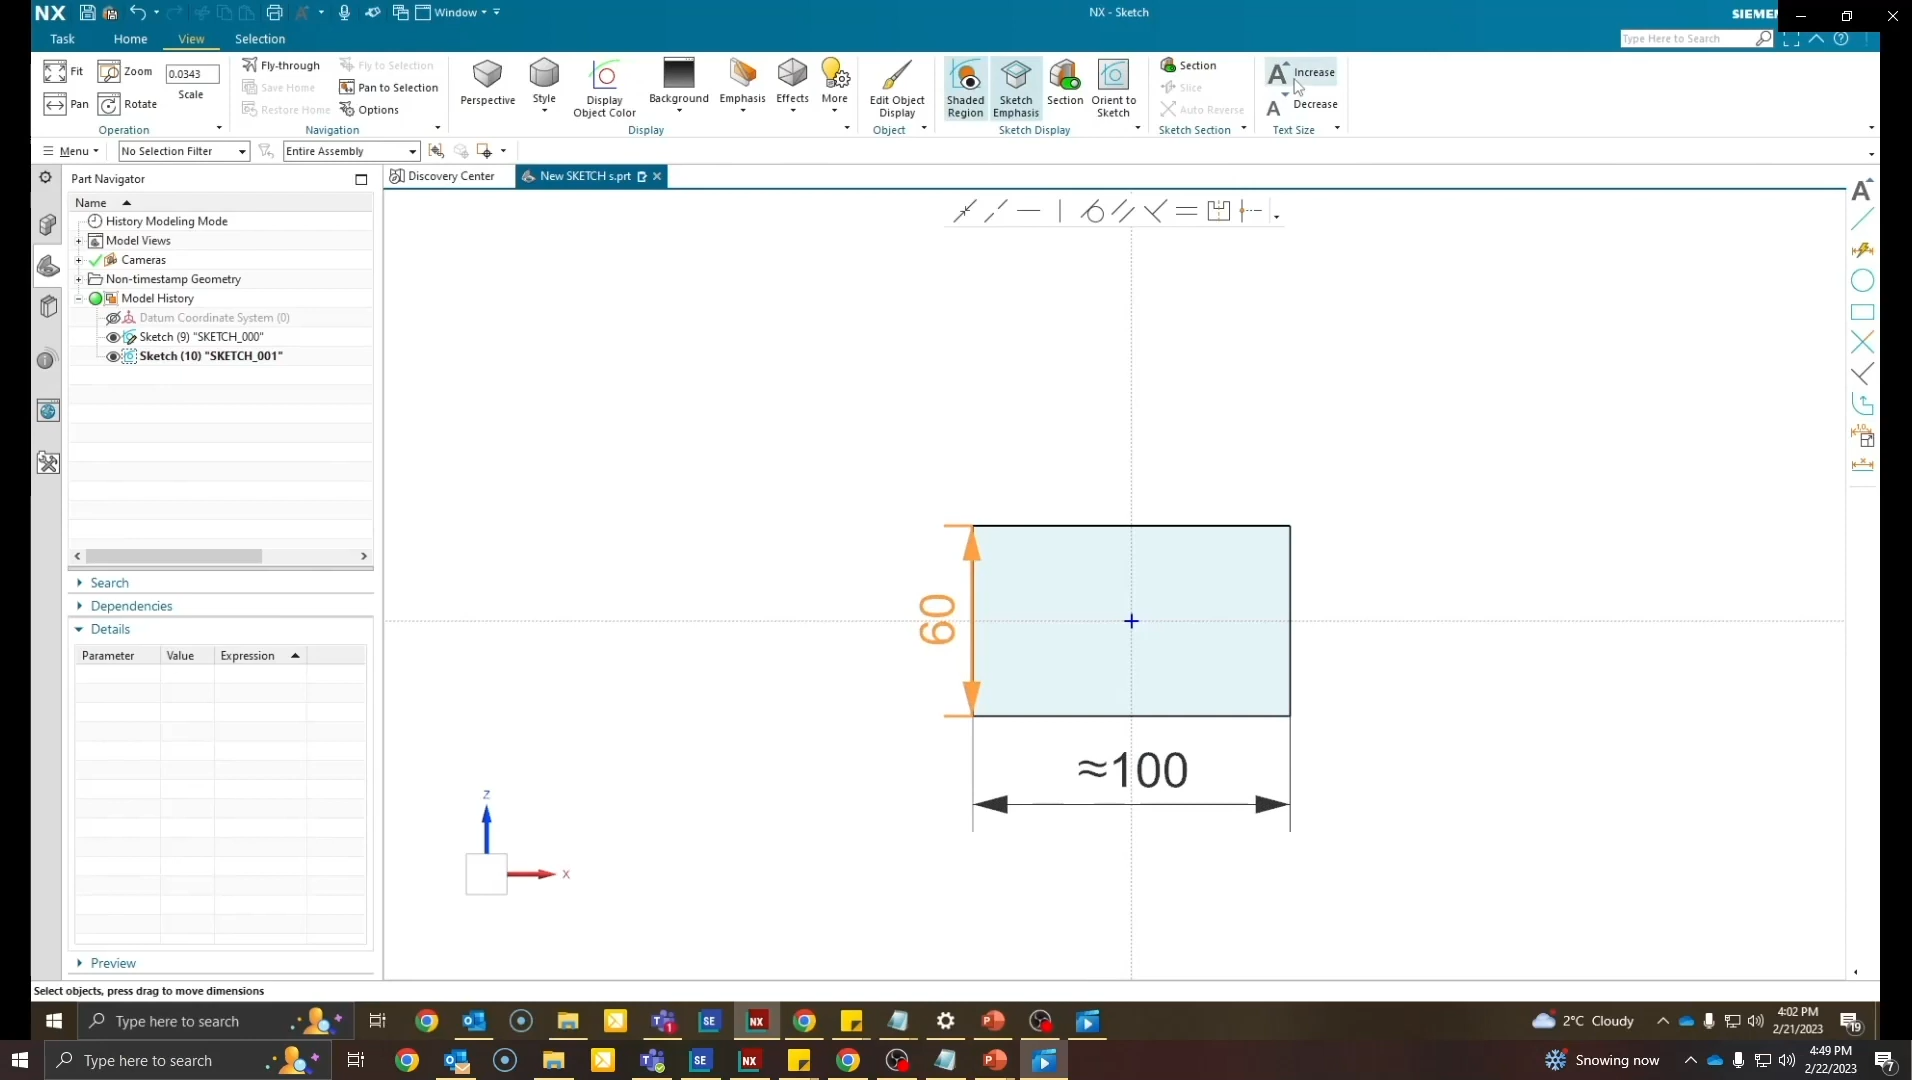 NX Window NX - Sketch SIEMEN
Task Home View Selection Type Here to Search
Fit Zoom 0.0343 Fly-through Fly to Selection
Pan Rotate Scale Save Home Pan to Selection
Restore Home Options
Operation Navigation
Perspective Style Display Object Color Background Emphasis Effects More
Display
Edit Object Display
Object
Shaded Region Sketch Emphasis Section Orient to Sketch
Sketch Display
Section
Slice
Auto Reverse
Sketch Section
Increase
Decrease
Text Size
Menu No Selection Filter Entire Assembly
Part Navigator Discovery Center New SKETCH s.prt
Name
History Modeling Mode
Model Views
Cameras
Non-timestamp Geometry
Model History
Datum Coordinate System (0)
Sketch (9) "SKETCH_000"
Sketch (10) "SKETCH_001"
Search
Dependencies
Details
Parameter Value Expression
Preview
60
≈100
Z
X
Select objects, press drag to move dimensions
Type here to search 2°C Cloudy 4:02 PM
2/21/2023 19
Type here to search Snowing now 4:49 PM
2/22/2023 7